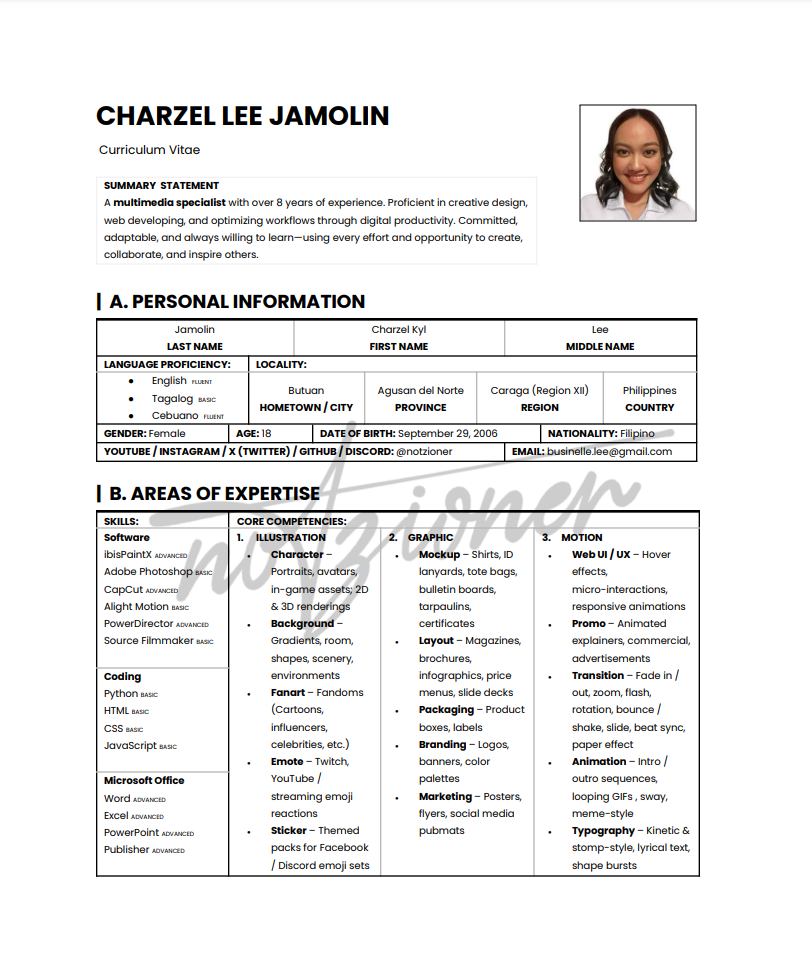 CHARZEL LEE JAMOLIN
Curriculum Vitae
SUMMARY STATEMENT
A multimedia specialist with over 8 years of experience. Proficient in creative design,
web developing, and optimizing workflows through digital productivity. Committed,
adaptable, and always willing to learn—using every effort and opportunity to create,
collaborate, and inspire others.
A. PERSONAL INFORMATION
Jamolin
LAST NAME
Charzel Kyl
FIRST NAME
Lee
MIDDLE NAME
LANGUAGE PROFICIENCY:
• English FLUENT
• Tagalog BASIC
• Cebuano FLUENT
LOCALITY:
Butuan
HOMETOWN / CITY
Agusan del Norte
PROVINCE
Caraga (Region XII)
REGION
Philippines
COUNTRY
GENDER: Female
AGE: 18
DATE OF BIRTH: September 29, 2006
NATIONALITY: Filipino
YOUTUBE / INSTAGRAM / X (TWITTER) / GITHUB / DISCORD: @notzioner
EMAIL: businelle.lee@gmail.com
notzioner
B. AREAS OF EXPERTISE
SKILLS:
Software
ibisPaintX ADVANCED
Adobe Photoshop BASIC
CapCut ADVANCED
Alight Motion BASIC
PowerDirector ADVANCED
Source Filmmaker BASIC
Coding
Python BASIC
HTML BASIC
CSS BASIC
JavaScript BASIC
Microsoft Office
Word ADVANCED
Excel ADVANCED
PowerPoint ADVANCED
Publisher ADVANCED
CORE COMPETENCIES:
1. ILLUSTRATION
• Character –
Portraits, avatars,
in-game assets; 2D
& 3D renderings
• Background –
Gradients, room,
shapes, scenery,
environments
• Fanart – Fandoms
(Cartoons,
influencers,
celebrities, etc.)
• Emote – Twitch,
YouTube /
streaming emoji
reactions
• Sticker – Themed
packs for Facebook
/ Discord emoji sets
2. GRAPHIC
• Mockup – Shirts, ID
lanyards, tote bags,
bulletin boards,
tarpaulins,
certificates
• Layout – Magazines,
brochures,
infographics, price
menus, slide decks
• Packaging – Product
boxes, labels
• Branding – Logos,
banners, color
palettes
• Marketing – Posters,
flyers, social media
pubmats
3. MOTION
• Web UI / UX – Hover
effects,
micro-interactions,
responsive animations
• Promo – Animated
explainers, commercial,
advertisements
• Transition – Fade in /
out, zoom, flash,
rotation, bounce /
shake, slide, beat sync,
paper effect
• Animation – Intro /
outro sequences,
looping GIFs , sway,
meme-style
• Typography – Kinetic &
stomp-style, lyrical text,
shape bursts